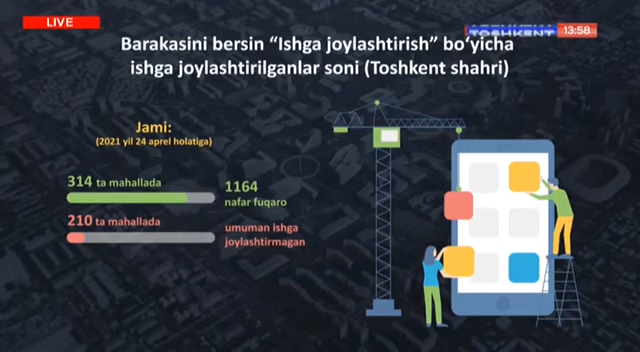 LIVE
TOSHKENT
13:58
Barakasini bersin “Ishga joylashtirish” bo‘yicha
ishga joylashtirilganlar soni (Toshkent shahri)
Jami:
(2021 yil 24 aprel holatiga)
314 ta mahallada
1164
nafar fuqaro
210 ta mahallada
umuman ishga
joylashtirmagan